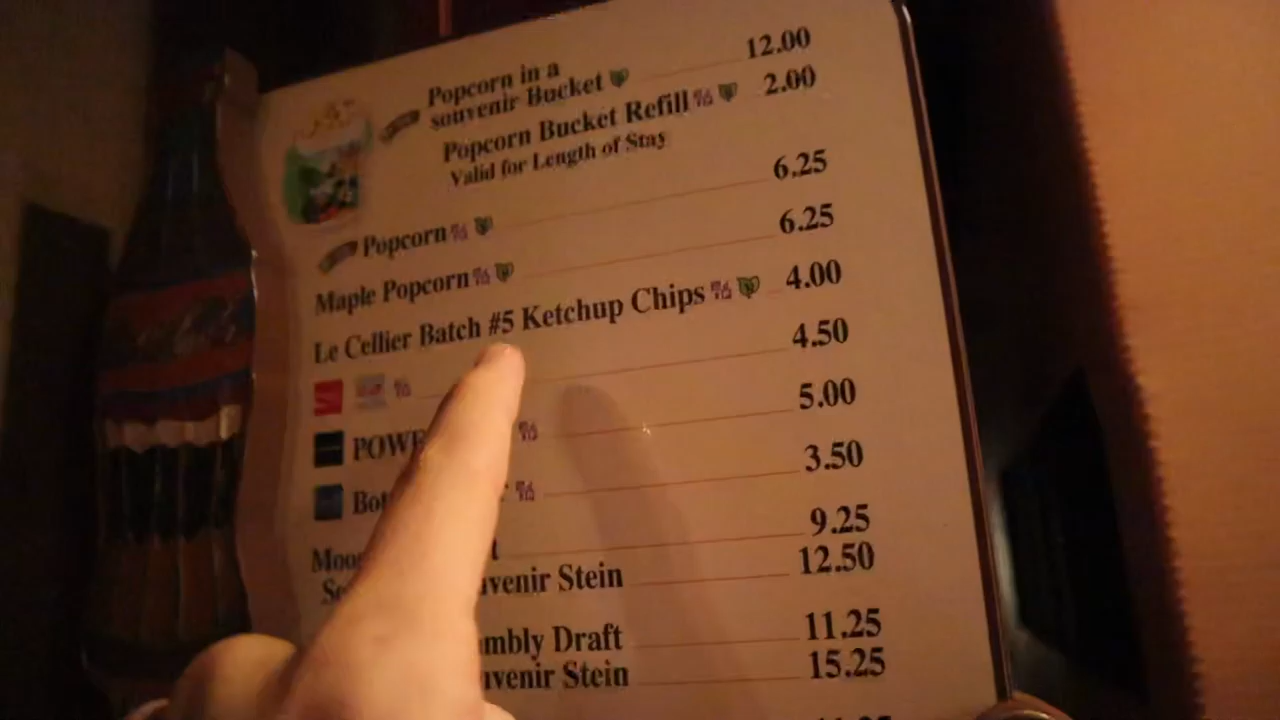 Popcorn in a
souvenir Bucket 12.00
Popcorn Bucket Refill 2.00
Valid for Length of Stay
Popcorn 6.25
Maple Popcorn 6.25
Le Cellier Batch #5 Ketchup Chips 4.00
4.50
POWE 5.00
Bot 3.50
Moo t 9.25
Se uvenir Stein 12.50
mbly Draft 11.25
uvenir Stein 15.25